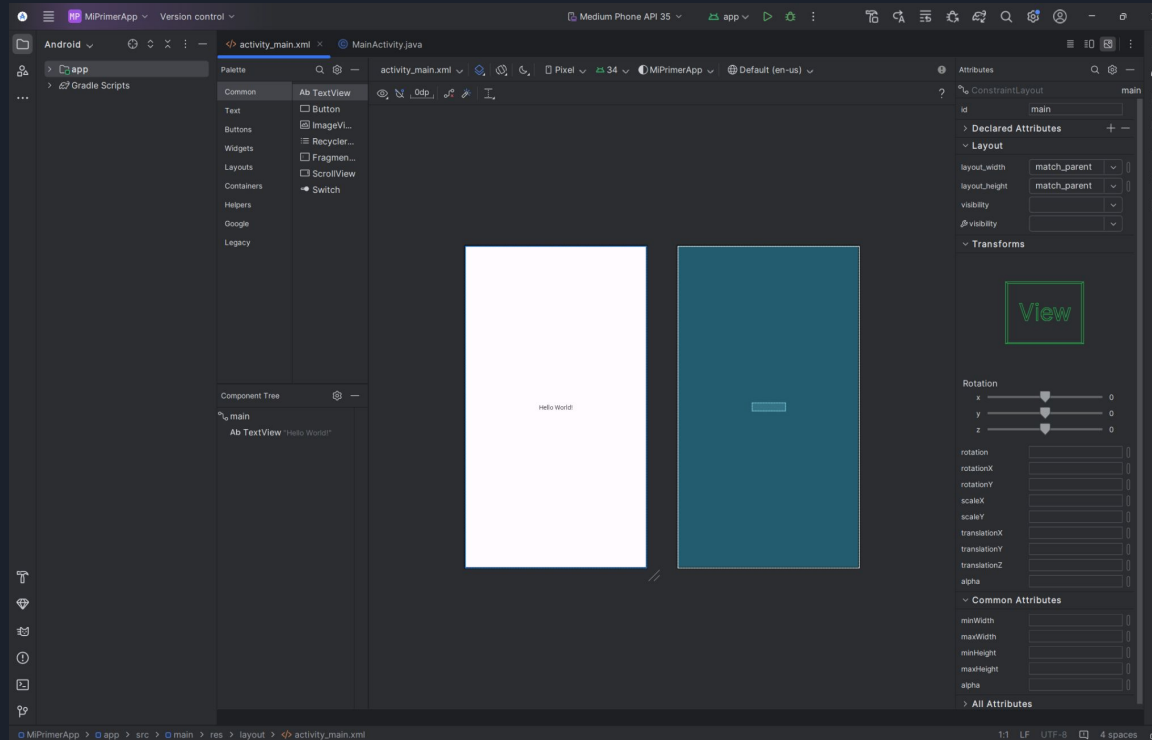 MP MiPrimerApp Version control Medium Phone API 35 app
Android
activity_main.xml MainActivity.java
app
Gradle Scripts
Palette
Common
Text
Buttons
Widgets
Layouts
Containers
Helpers
Google
Legacy
Ab TextView
Button
ImageVi...
Recycler...
Fragmen...
ScrollView
Switch
activity_main.xml Pixel 34 MiPrimerApp Default (en-us)
0dp ?
Hello World!
Component Tree
main
Ab TextView "Hello World!"
Attributes
ConstraintLayout main
id main
Declared Attributes
Layout
layout_width match_parent
layout_height match_parent
visibility
visibility
Transforms
View
Rotation
x 0
y 0
z 0
rotation
rotationX
rotationY
scaleX
scaleY
translationX
translationY
translationZ
alpha
Common Attributes
minWidth
maxWidth
minHeight
maxHeight
alpha
All Attributes
MiPrimerApp > app > src > main > res > layout > activity_main.xml 1:1 LF UTF-8 4 spaces